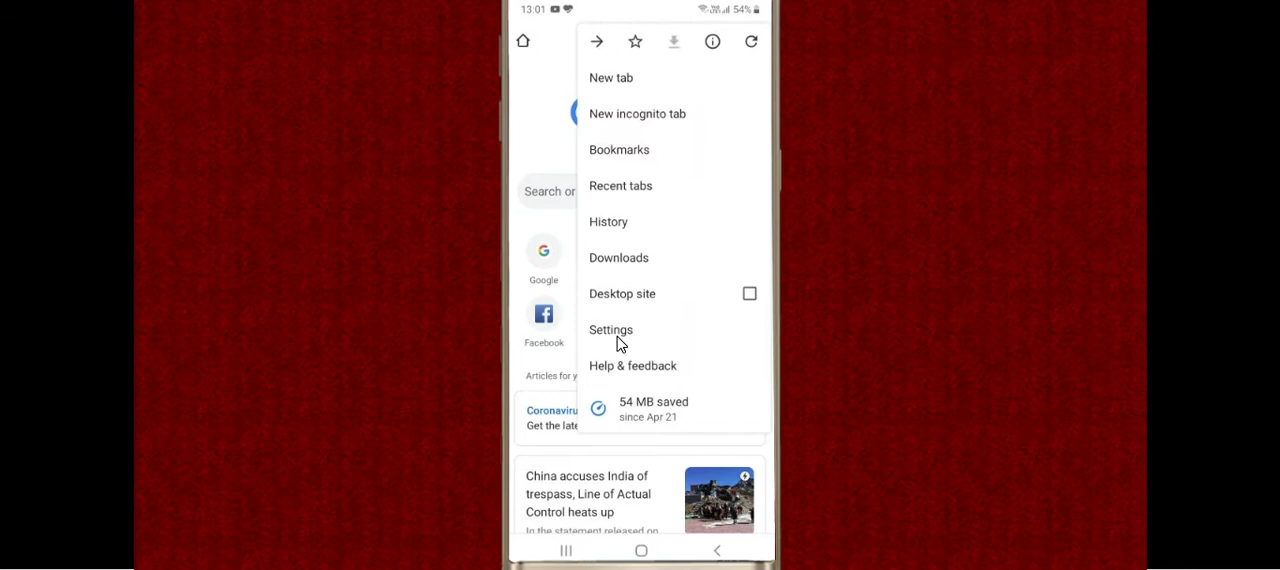 13:01 54%
New tab
New incognito tab
Bookmarks
Recent tabs
History
Downloads
Desktop site
Settings
Help & feedback
54 MB saved
since Apr 21
Search or
Google
Facebook
Articles for y
Coronaviru
Get the late
China accuses India of
trespass, Line of Actual
Control heats up
In the statement released on